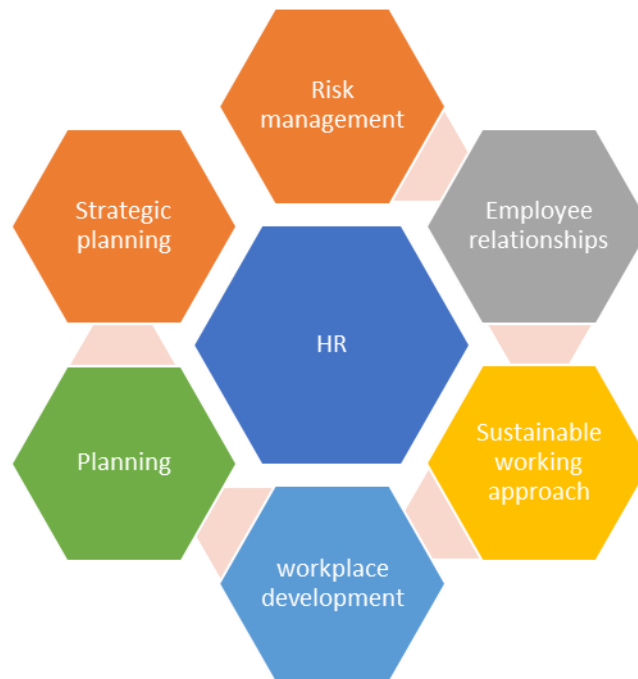 Risk
management
Employee
relationships
Sustainable
working
approach
workplace
development
Planning
Strategic
planning
HR